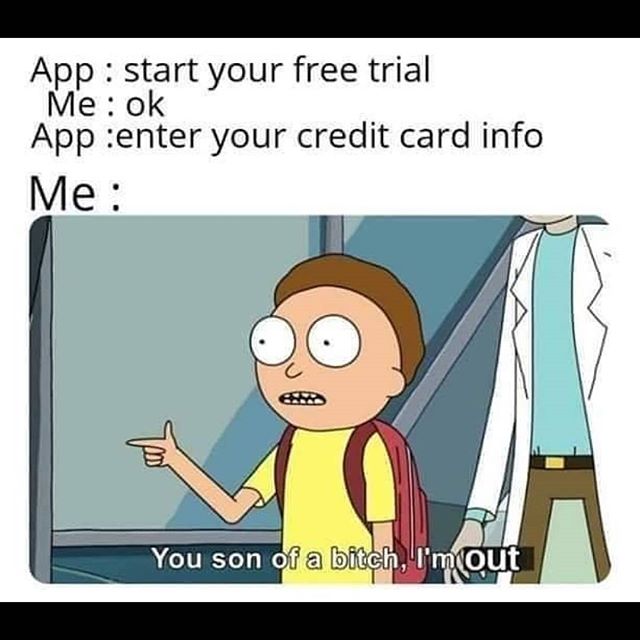 App : start your free trial
Me : ok
App :enter your credit card info
Me :
You son of a bitch, I'm out